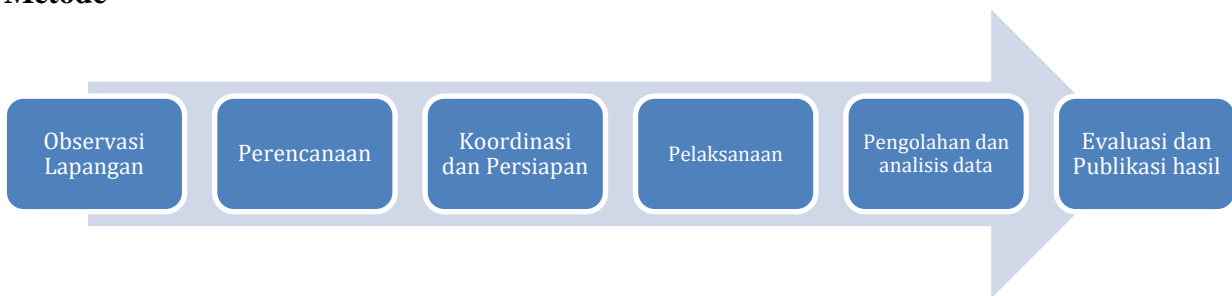 Metode
Observasi
Lapangan
Perencanaan
Koordinasi
dan Persiapan
Pelaksanaan
Pengolahan dan
analisis data
Evaluasi dan
Publikasi hasil